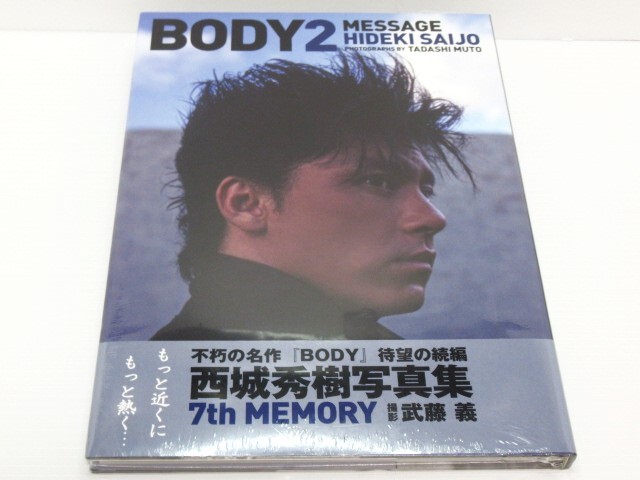 BODY2 MESSAGE
HIDEKI SAIJO
PHOTOGRAPHS BY TADASHI MUTO
もっと近くに
もっと熱く…
不朽の名作『BODY』待望の続編
西城秀樹写真集
7th MEMORY 撮影 武藤 義